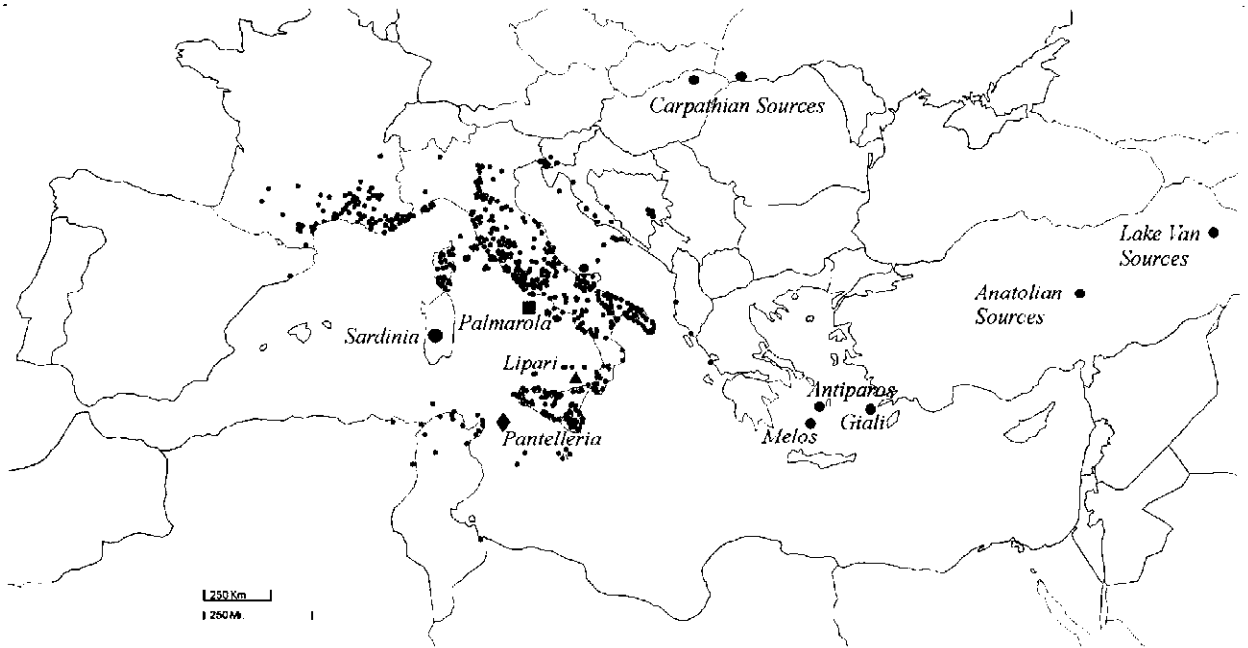 Carpathian Sources
Lake Van
Sources
Anatolian
Sources
Palmarola
Sardinia
Lipari
Antiparos
Giali
Melos
Pantelleria
250 Km
250 Mi.